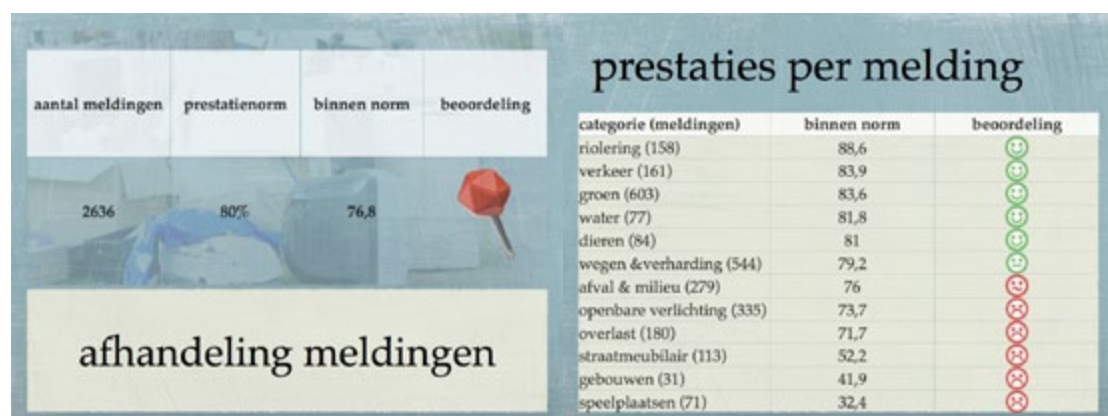 aantal meldingen prestatienorm binnen norm beoordeling
2636 80% 76,8
afhandeling meldingen
prestaties per melding
categorie (meldingen) binnen norm beoordeling
riolering (158) 88,6
verkeer (161) 83,9
groen (603) 83,6
water (77) 81,8
dieren (84) 81
wegen &verharding (544) 79,2
afval & milieu (279) 76
openbare verlichting (335) 73,7
overlast (180) 71,7
straatmeubilair (113) 52,2
gebouwen (31) 41,9
speelplaatsen (71) 32,4